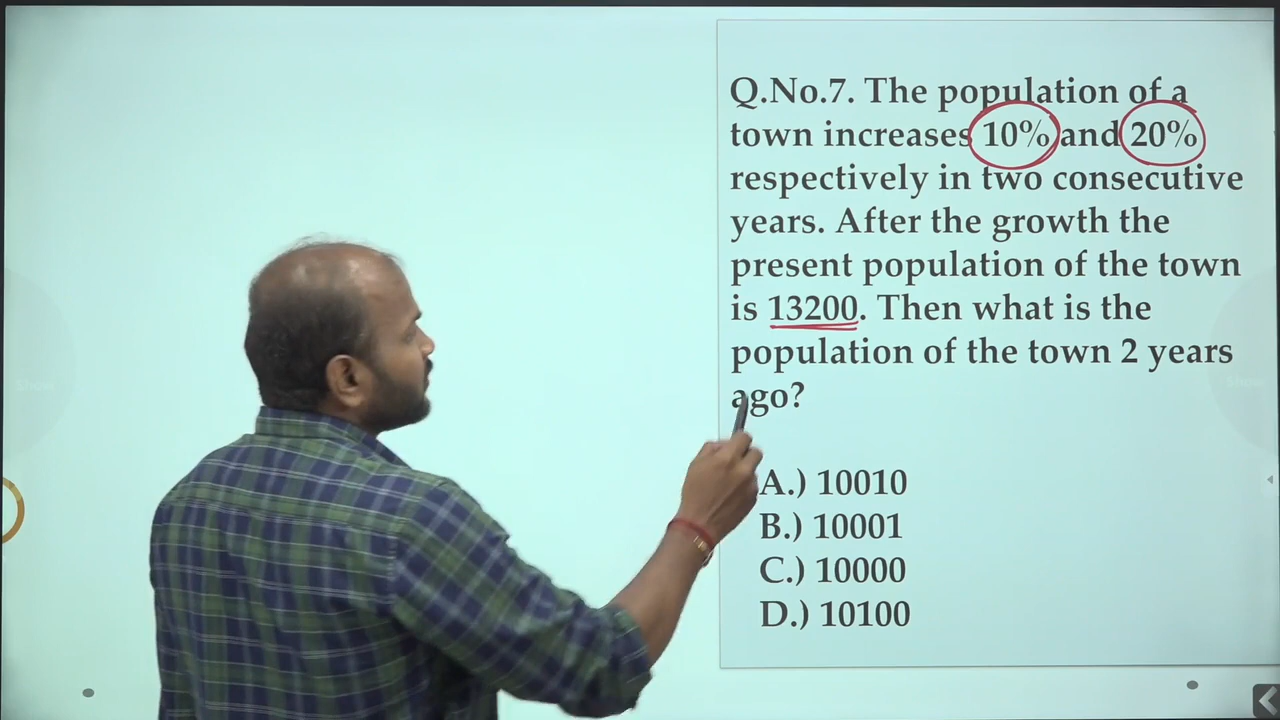 Q.No.7. The population of a
town increases 10% and 20%
respectively in two consecutive
years. After the growth the
present population of the town
is 13200. Then what is the
population of the town 2 years
ago?
A.) 10010
B.) 10001
C.) 10000
D.) 10100
Show
Show